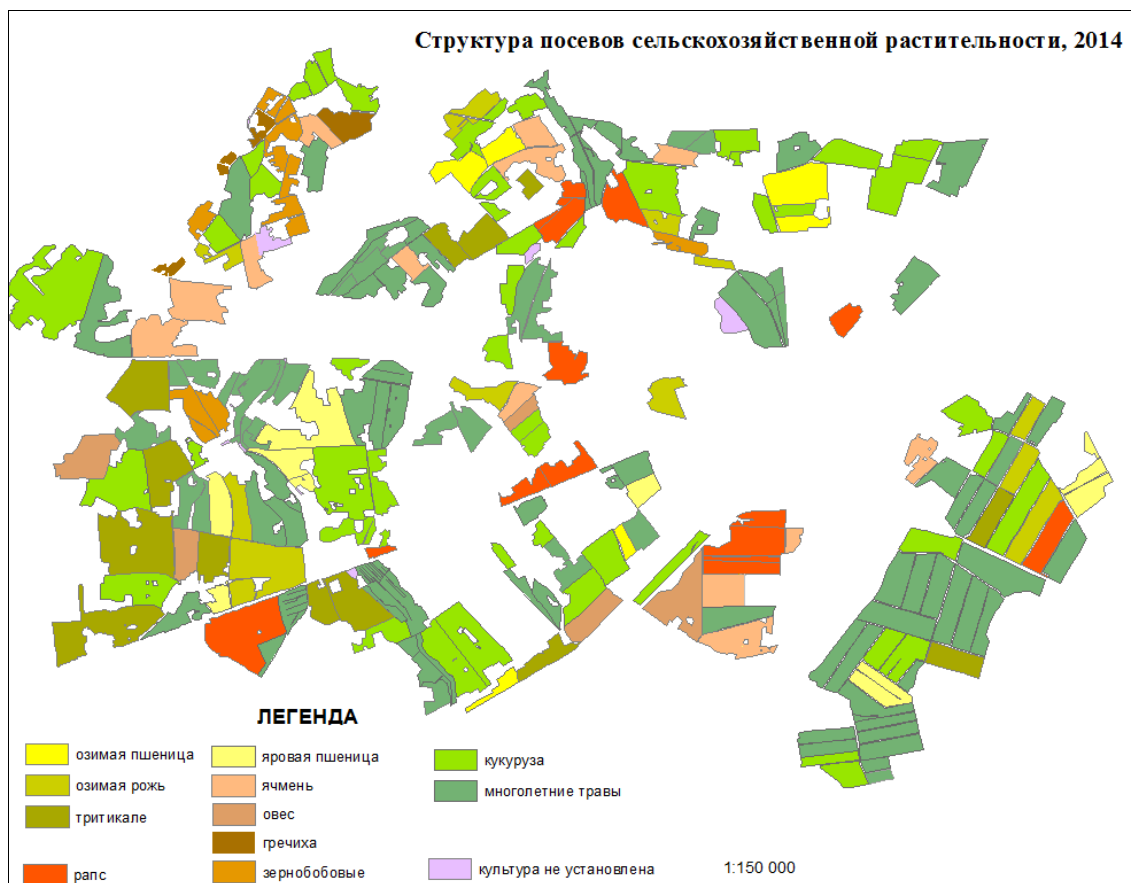 Структура посевов сельскохозяйственной растительности, 2014
ЛЕГЕНДА
озимая пшеница
озимая рожь
тритикале
рапс
яровая пшеница
ячмень
овес
гречиха
зернобобовые
кукуруза
многолетние травы
культура не установлена
1:150 000